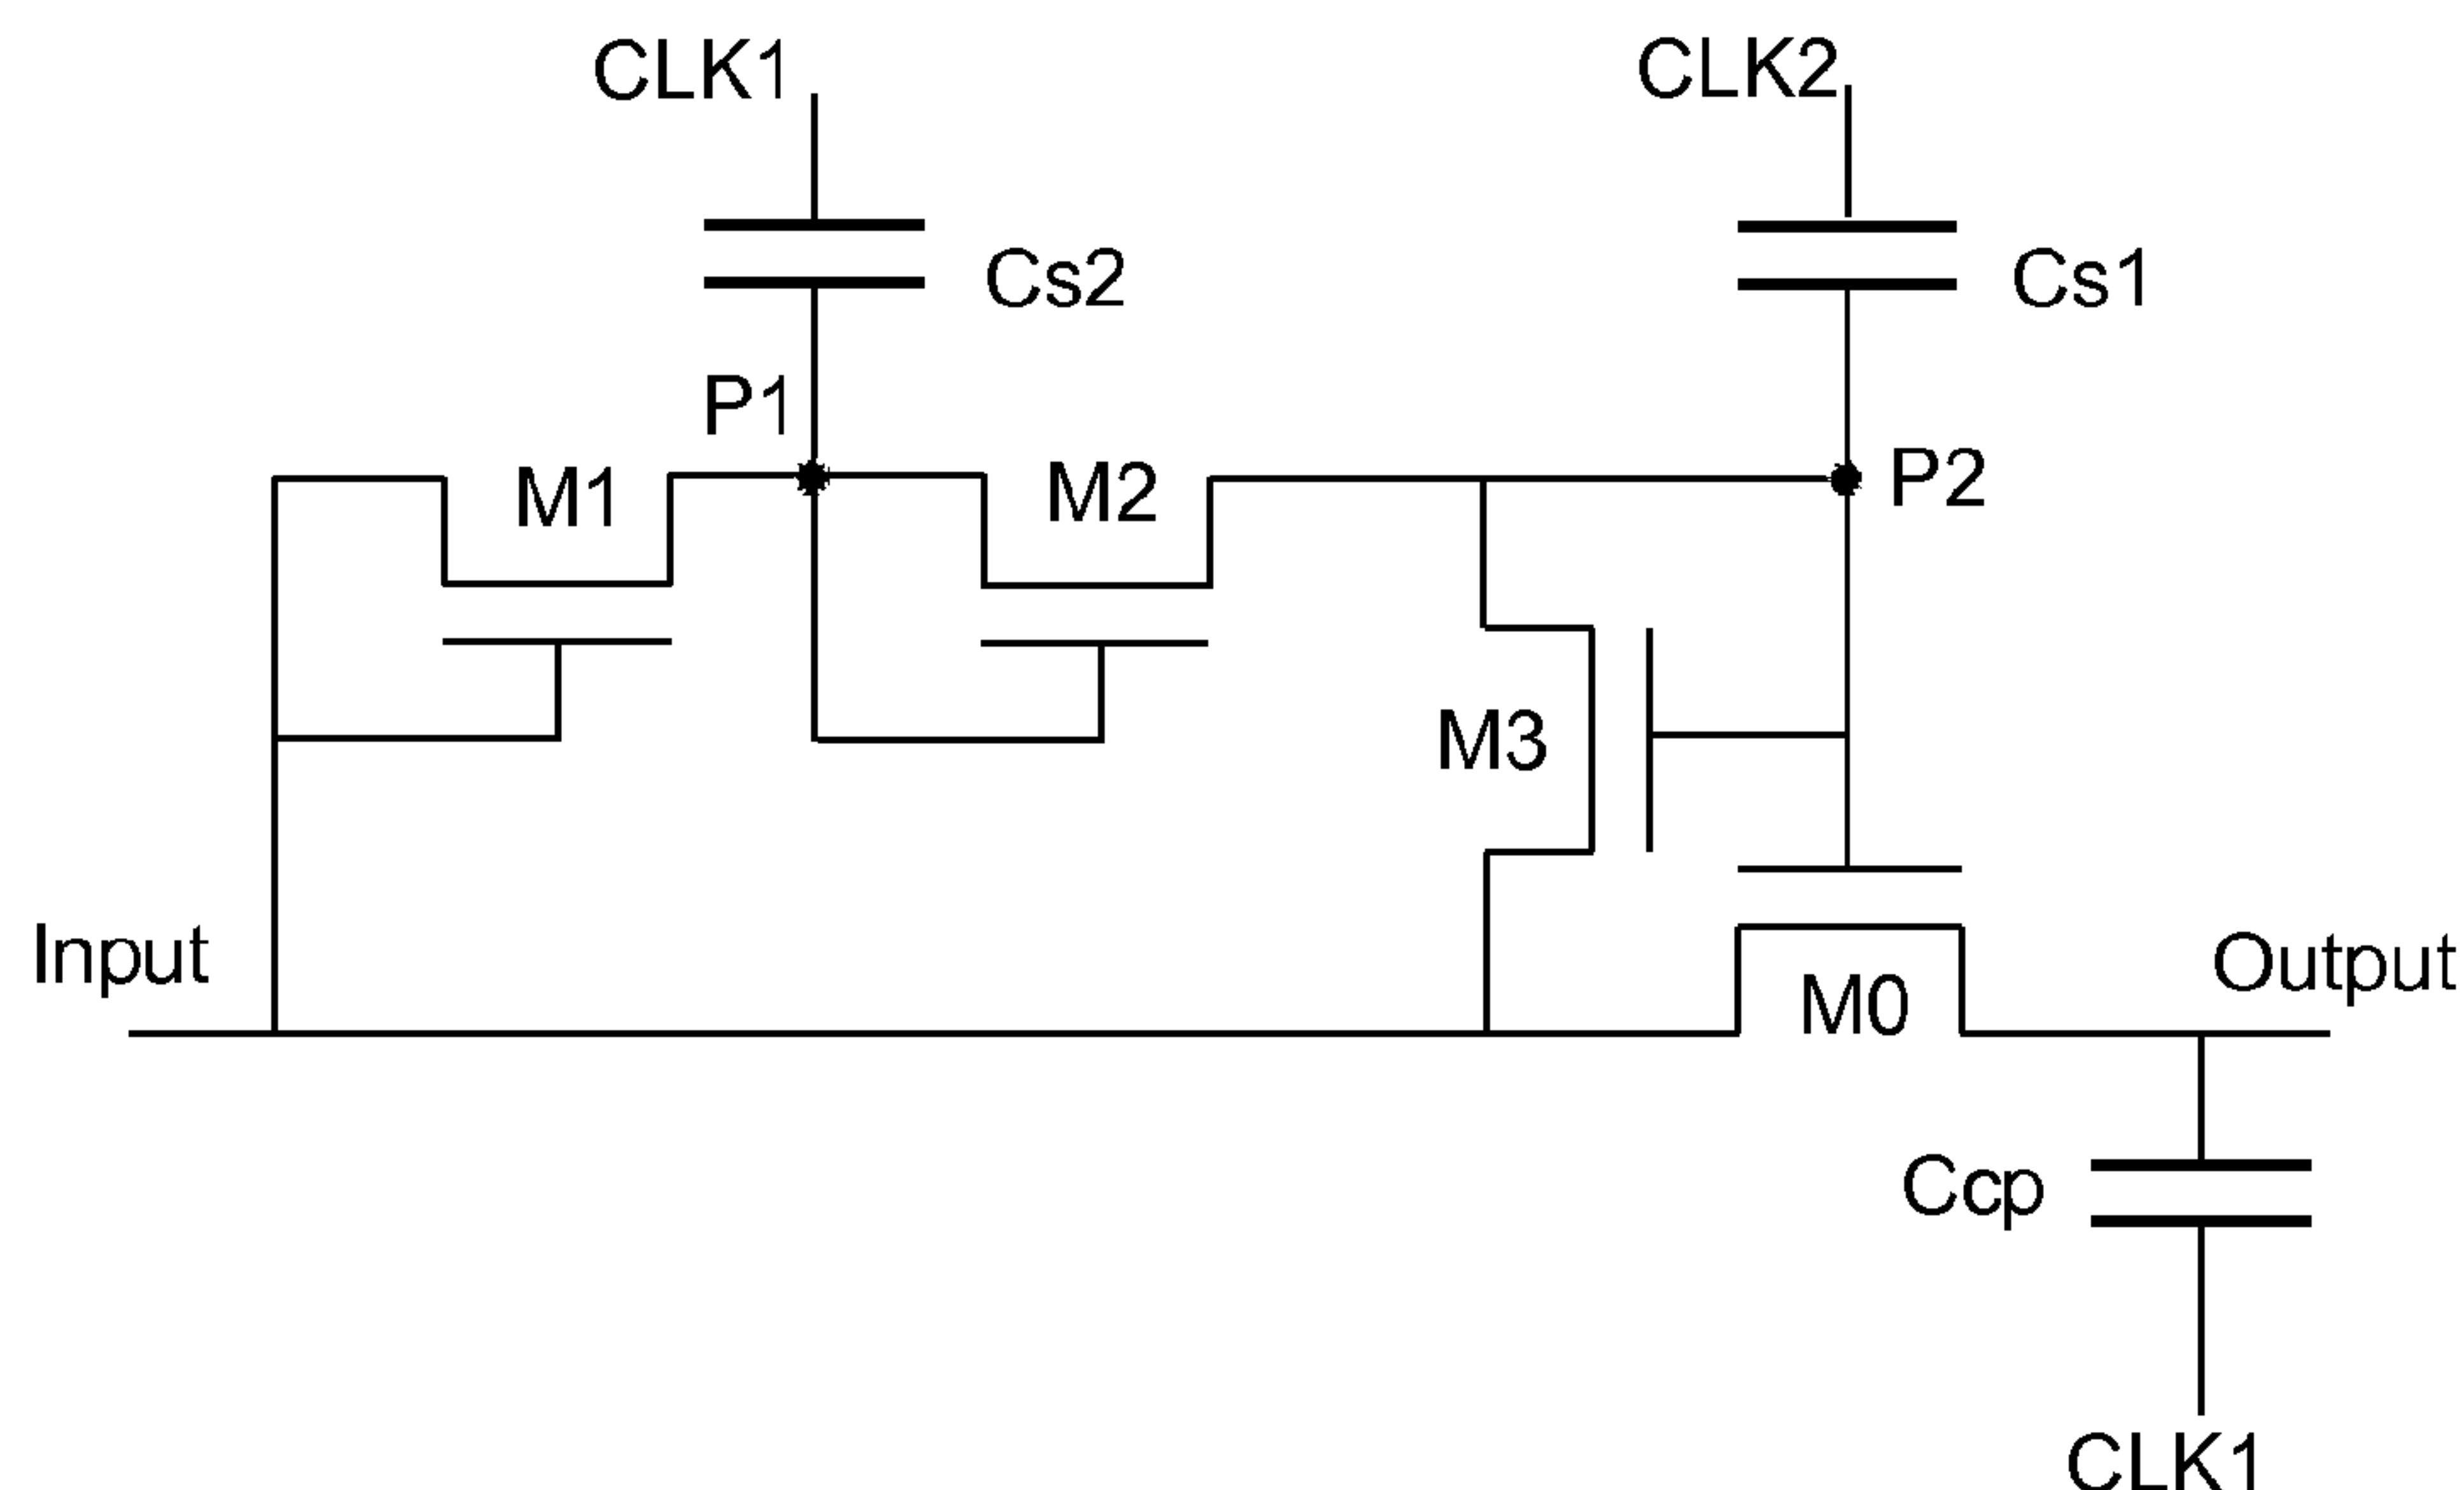 CLK1
CLK2
Cs2
Cs1
P1
M1
M2
P2
M3
Input
M0
Output
Ccp
CLK1